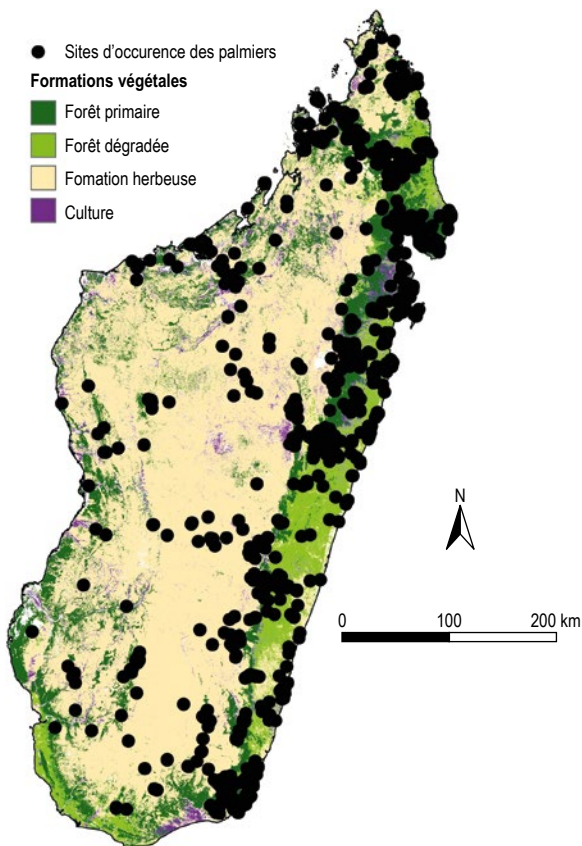 Sites d'occurence des palmiers
Formations végétales
Forêt primaire
Forêt dégradée
Fomation herbeuse
Culture
N
0 100 200 km